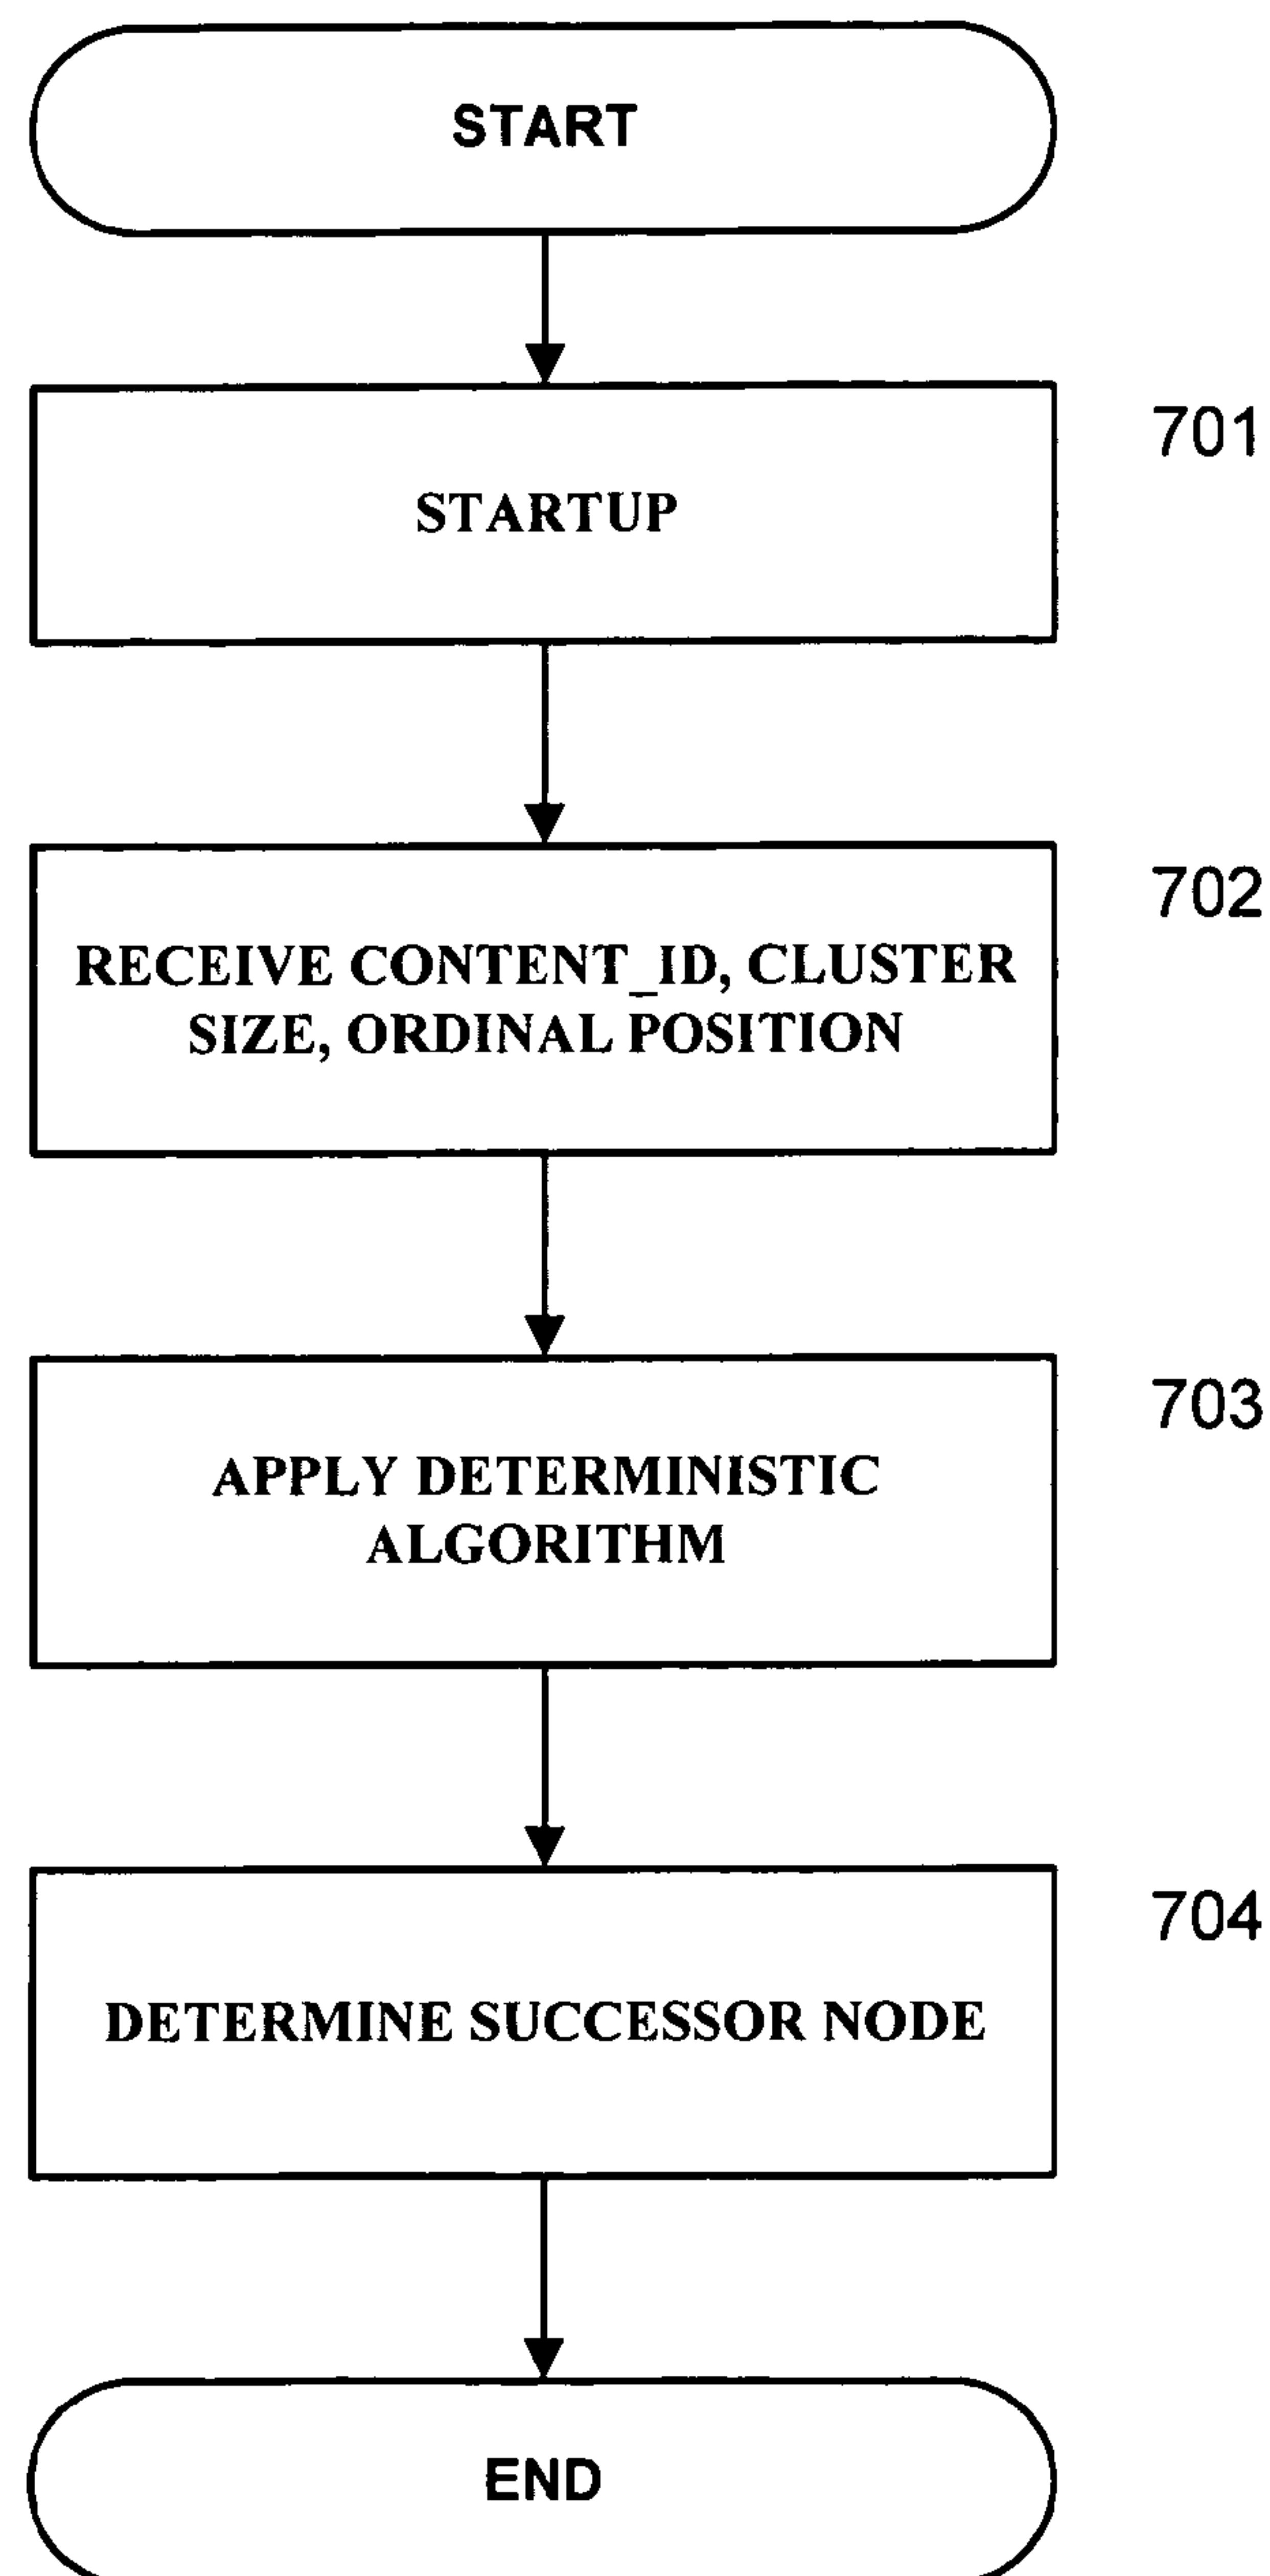 START
701
STARTUP
702
RECEIVE CONTENT_ID, CLUSTER
SIZE, ORDINAL POSITION
703
APPLY DETERMINISTIC
ALGORITHM
704
DETERMINE SUCCESSOR NODE
END